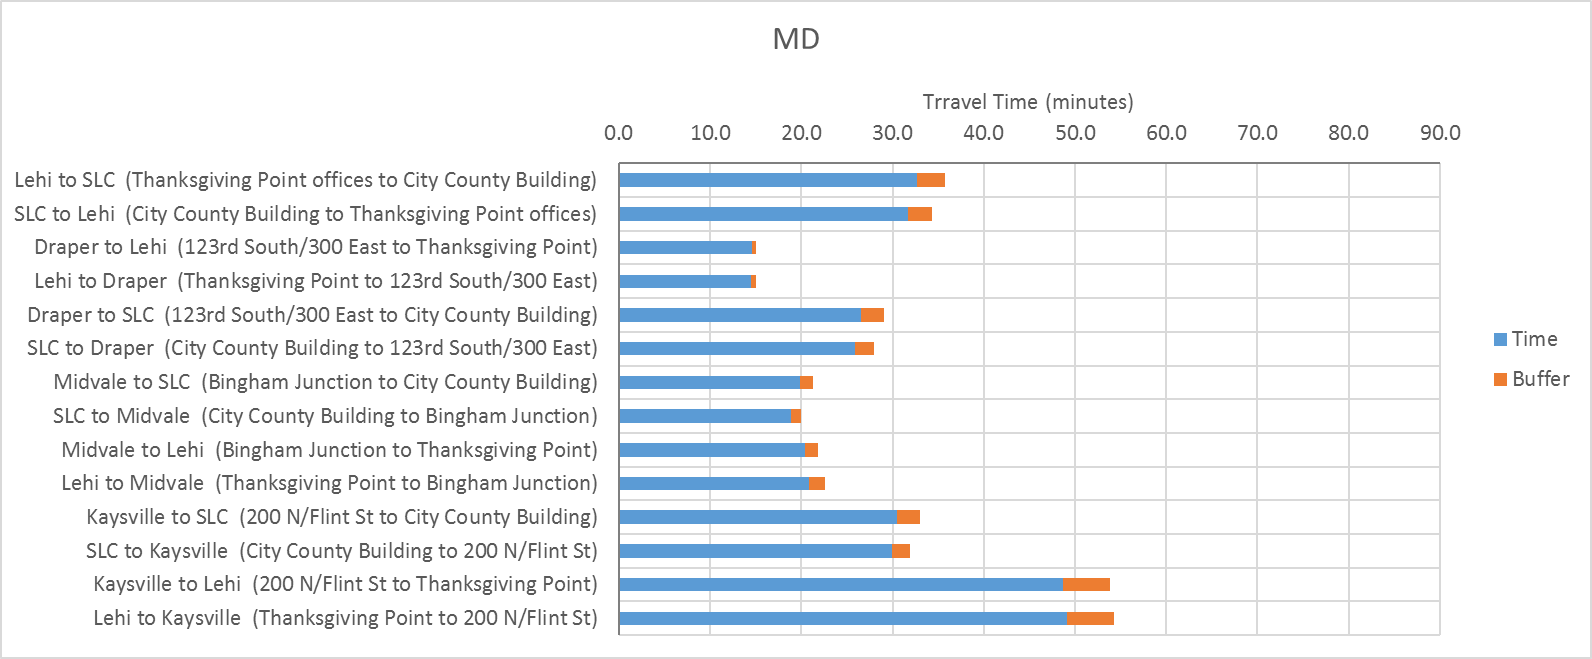 MD
Trravel Time (minutes)
0.0 10.0 20.0 30.0 40.0 50.0 60.0 70.0 80.0 90.0
Lehi to SLC  (Thanksgiving Point offices to City County Building)
SLC to Lehi  (City County Building to Thanksgiving Point offices)
Draper to Lehi  (123rd South/300 East to Thanksgiving Point)
Lehi to Draper  (Thanksgiving Point to 123rd South/300 East)
Draper to SLC  (123rd South/300 East to City County Building)
SLC to Draper  (City County Building to 123rd South/300 East)
Midvale to SLC  (Bingham Junction to City County Building)
SLC to Midvale  (City County Building to Bingham Junction)
Midvale to Lehi  (Bingham Junction to Thanksgiving Point)
Lehi to Midvale  (Thanksgiving Point to Bingham Junction)
Kaysville to SLC  (200 N/Flint St to City County Building)
SLC to Kaysville  (City County Building to 200 N/Flint St)
Kaysville to Lehi  (200 N/Flint St to Thanksgiving Point)
Lehi to Kaysville  (Thanksgiving Point to 200 N/Flint St)
Time
Buffer